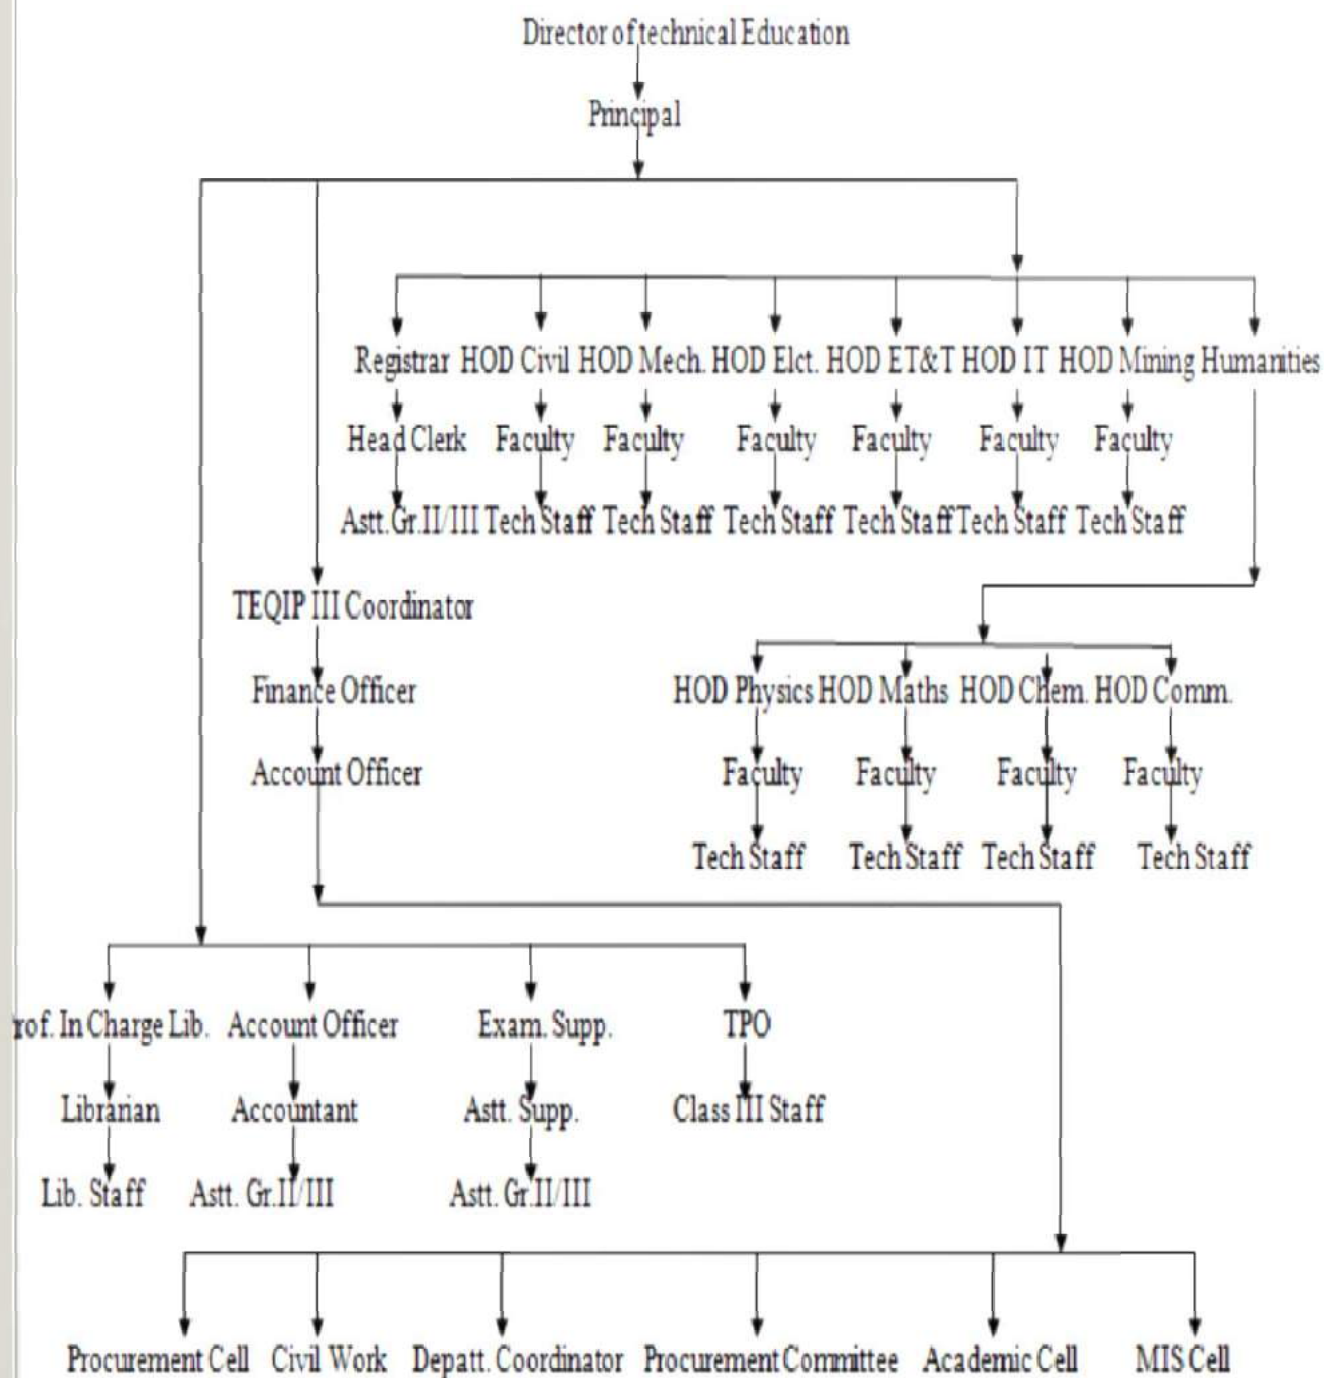 Director of technical Education
Principal
Registrar HOD Civil HOD Mech. HOD Elct. HOD ET&T HOD IT HOD Mining Humanities
Head Clerk Faculty Faculty Faculty Faculty Faculty Faculty
Astt.Gr.II/III Tech Staff Tech Staff Tech Staff Tech Staff Tech Staff Tech Staff
TEQIP III Coordinator
Finance Officer
HOD Physics HOD Maths HOD Chem. HOD Comm.
Account Officer
Faculty Faculty Faculty Faculty
Tech Staff Tech Staff Tech Staff Tech Staff
rof. In Charge Lib. Account Officer Exam. Supp. TPO
Librarian Accountant Astt. Supp. Class III Staff
Lib. Staff Astt. Gr.II/III Astt. Gr.II/III
Procurement Cell Civil Work Depatt. Coordinator Procurement Committee Academic Cell MIS Cell